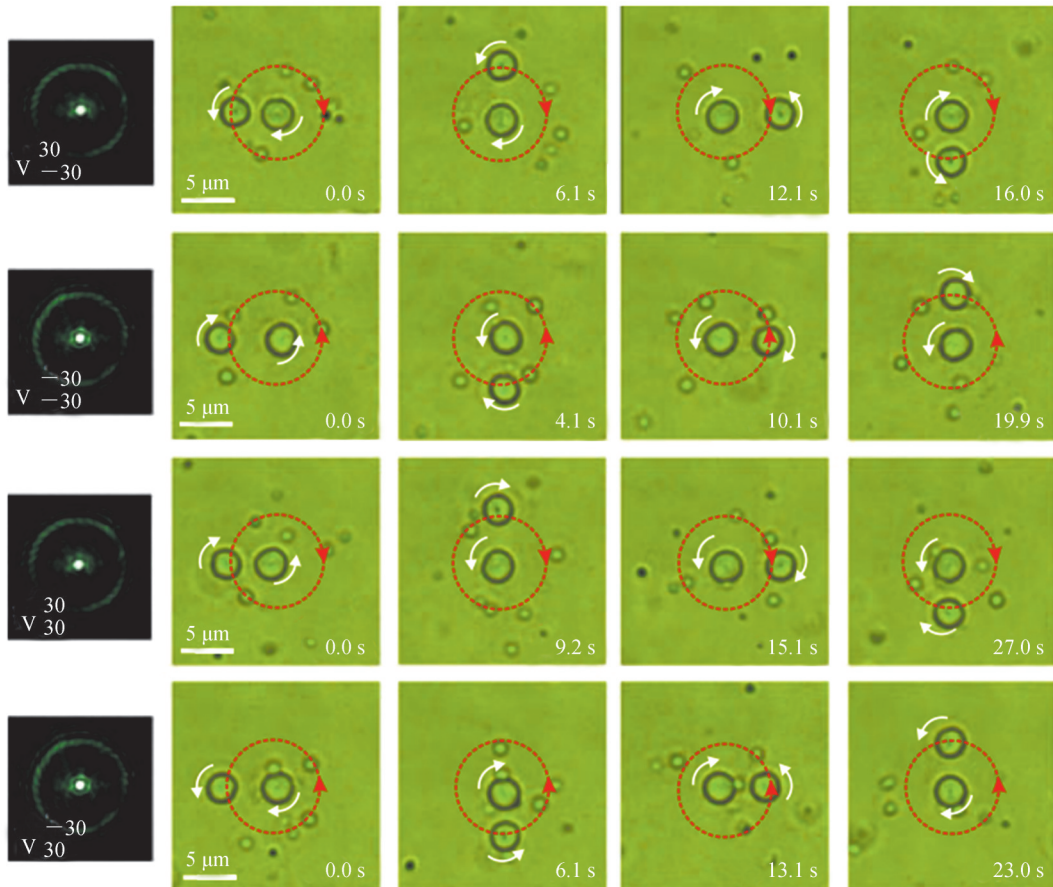 30
V —30
5 μm
0.0 s
6.1 s
12.1 s
16.0 s
—30
V —30
5 μm
0.0 s
4.1 s
10.1 s
19.9 s
30
V 30
5 μm
0.0 s
9.2 s
15.1 s
27.0 s
—30
V 30
5 μm
0.0 s
6.1 s
13.1 s
23.0 s